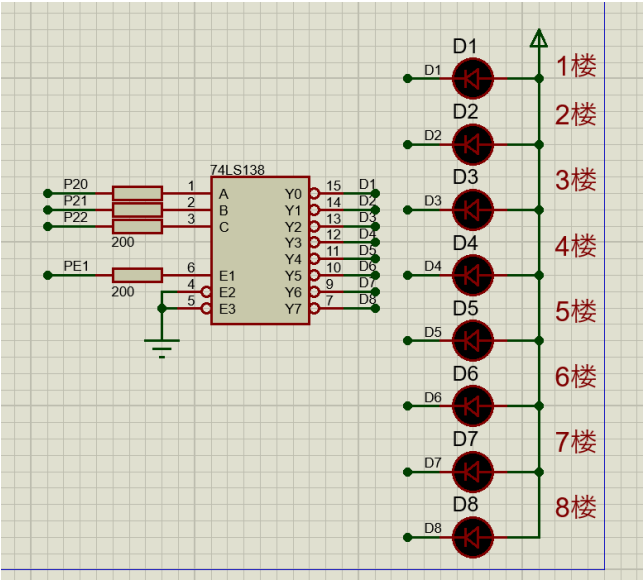 74LS138
P20
P21
P22
200
PE1
200
1
2
3
6
4
5
A
B
C
E1
E2
E3
Y0
Y1
Y2
Y3
Y4
Y5
Y6
Y7
15
14
13
12
11
10
9
7
D1
D2
D3
D4
D5
D6
D7
D8
D1
D1
1楼
D2
D2
2楼
D3
D3
3楼
D4
D4
4楼
D5
D5
5楼
D6
D6
6楼
D7
D7
7楼
D8
D8
8楼